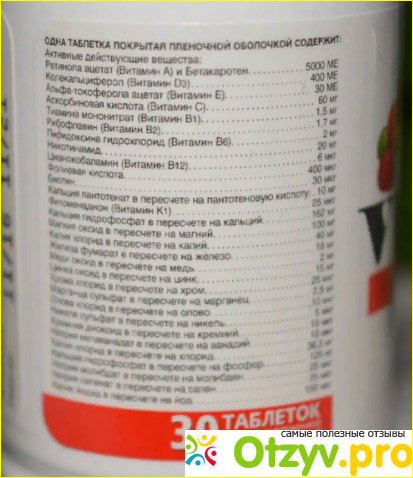 ОДНА ТАБЛЕТКА ПОКРЫТАЯ ПЛЕНОЧНОЙ ОБОЛОЧКОЙ СОДЕРЖИТ:
Активные действующие вещества:
Ретинола ацетат (Витамин А) и Бетакаротен 5000 МЕ
Колекальциферол (Витамин D3) 400 МЕ
Альфа-токоферола ацетат (Витамин Е) 30 МЕ
Аскорбиновая кислота (Витамин С) 60 мг
Тиамина мононитрат (Витамин В1) 1.5 мг
Рибофлавин (Витамин В2) 1.7 мг
Пиридоксина гидрохлорид (Витамин В6) 2 мг
Никотинамид 20 мг
Цианокобаламин (Витамин В12) 6 мкг
Фолиевая кислота 400 мкг
Биотин 30 мкг
Кальция пантотенат в пересчете на пантотеновую кислоту 10 мг
Фитоменадион (Витамин К1) 25 мкг
Кальция гидрофосфат в пересчете на кальций 162 мг
Магния оксид в пересчете на магний 100 мг
Калия хлорид в пересчете на калий 40 мг
Железа фумарат в пересчете на железо 18 мг
Меди оксид в пересчете на медь 2 мг
Цинка оксид в пересчете на цинк 15 мг
Хрома хлорид в пересчете на хром 25 мкг
Марганца сульфат в пересчете на марганец 2.5 мг
Олова хлорид в пересчете на олово 10 мкг
Никеля сульфат в пересчете на никель 5 мкг
Кремния диоксид в пересчете на кремний 10 мкг
Натрия метаванадат в пересчете на ванадий 10 мкг
Калия хлорид в пересчете на хлорид 36.3 мг
Кальция гидрофосфат в пересчете на фосфор 125 мг
Натрия молибдат в пересчете на молибден 25 мкг
Натрия селенат в пересчете на селен
Калия йодид в пересчете на йод 150 мкг
30 ТАБЛЕТОК
самые полезные отзывы
Otzyv.pro